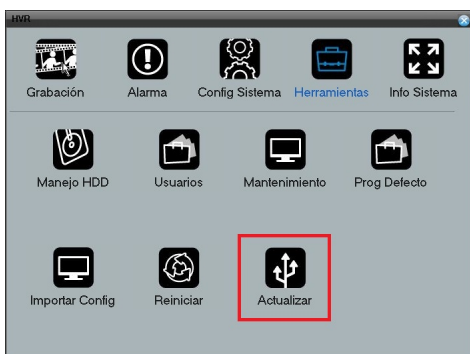 HVR
Grabación Alarma Config Sistema Herramientas Info Sistema
Manejo HDD Usuarios Mantenimiento Prog Defecto
Importar Config Reiniciar Actualizar